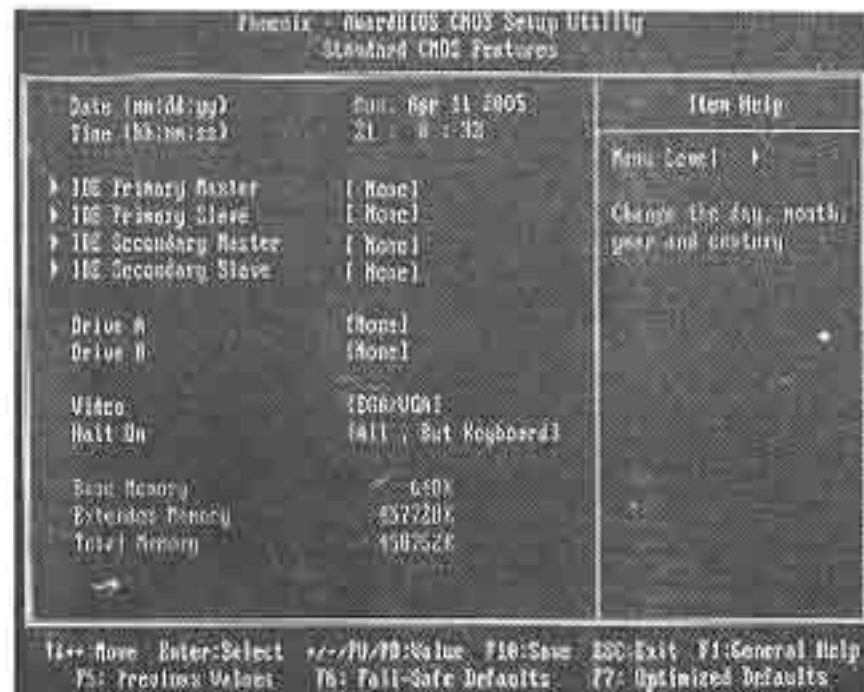 Phoenix - AwardBIOS CMOS Setup Utility
Standard CMOS Features
Date (mm:dd:yy) Apr 11 2005
Time (hh:mm:ss) 21 :
IDE Primary Master [ None]
IDE Primary Slave [ None]
IDE Secondary Master [ None]
IDE Secondary Slave [ None]
Drive A [None]
Drive B [None]
Video [EGA/VGA]
Halt On [All , But Keyboard]
Base Memory 640K
Extended Memory
Total Memory
Item Help
Menu Level
Change the day, month,
year and century
Move Enter:Select +/-/PU/PD:Value F10:Save ESC:Exit F1:General Help
F5: Previous Values F6: Fail-Safe Defaults F7: Optimized Defaults